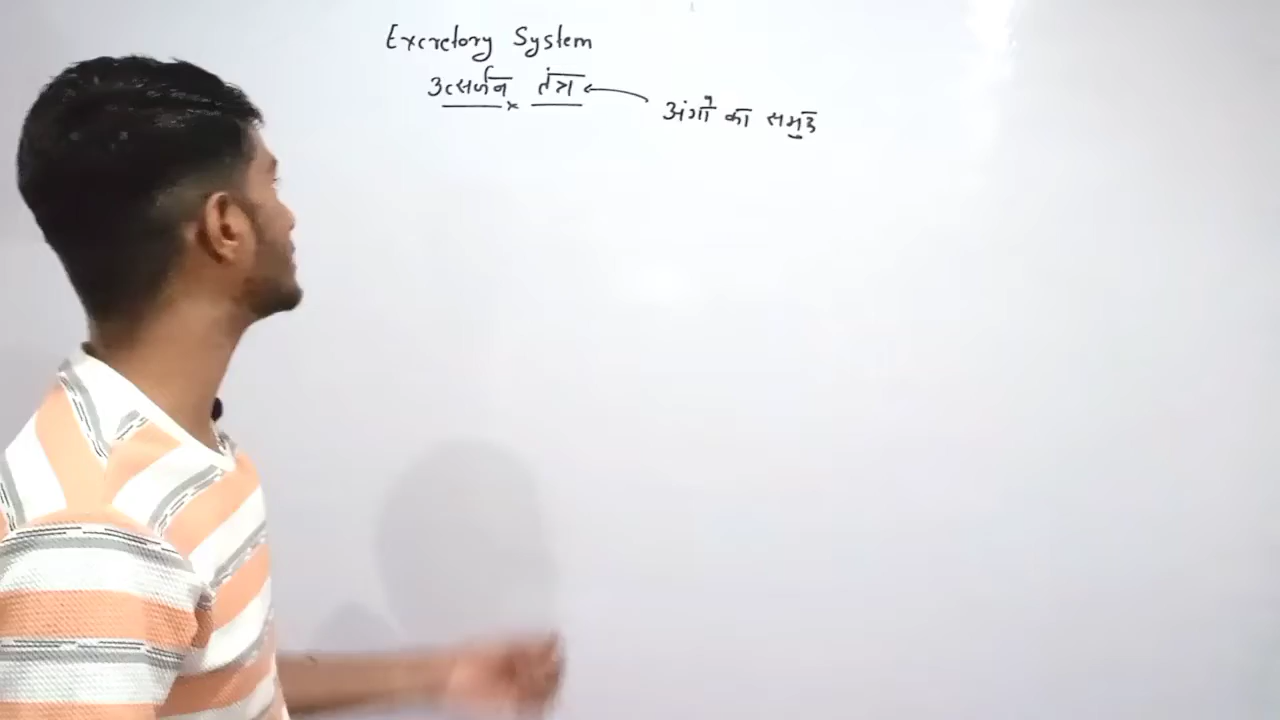 Excretory System
उत्सर्जन तंत्र
अंगों का समुह